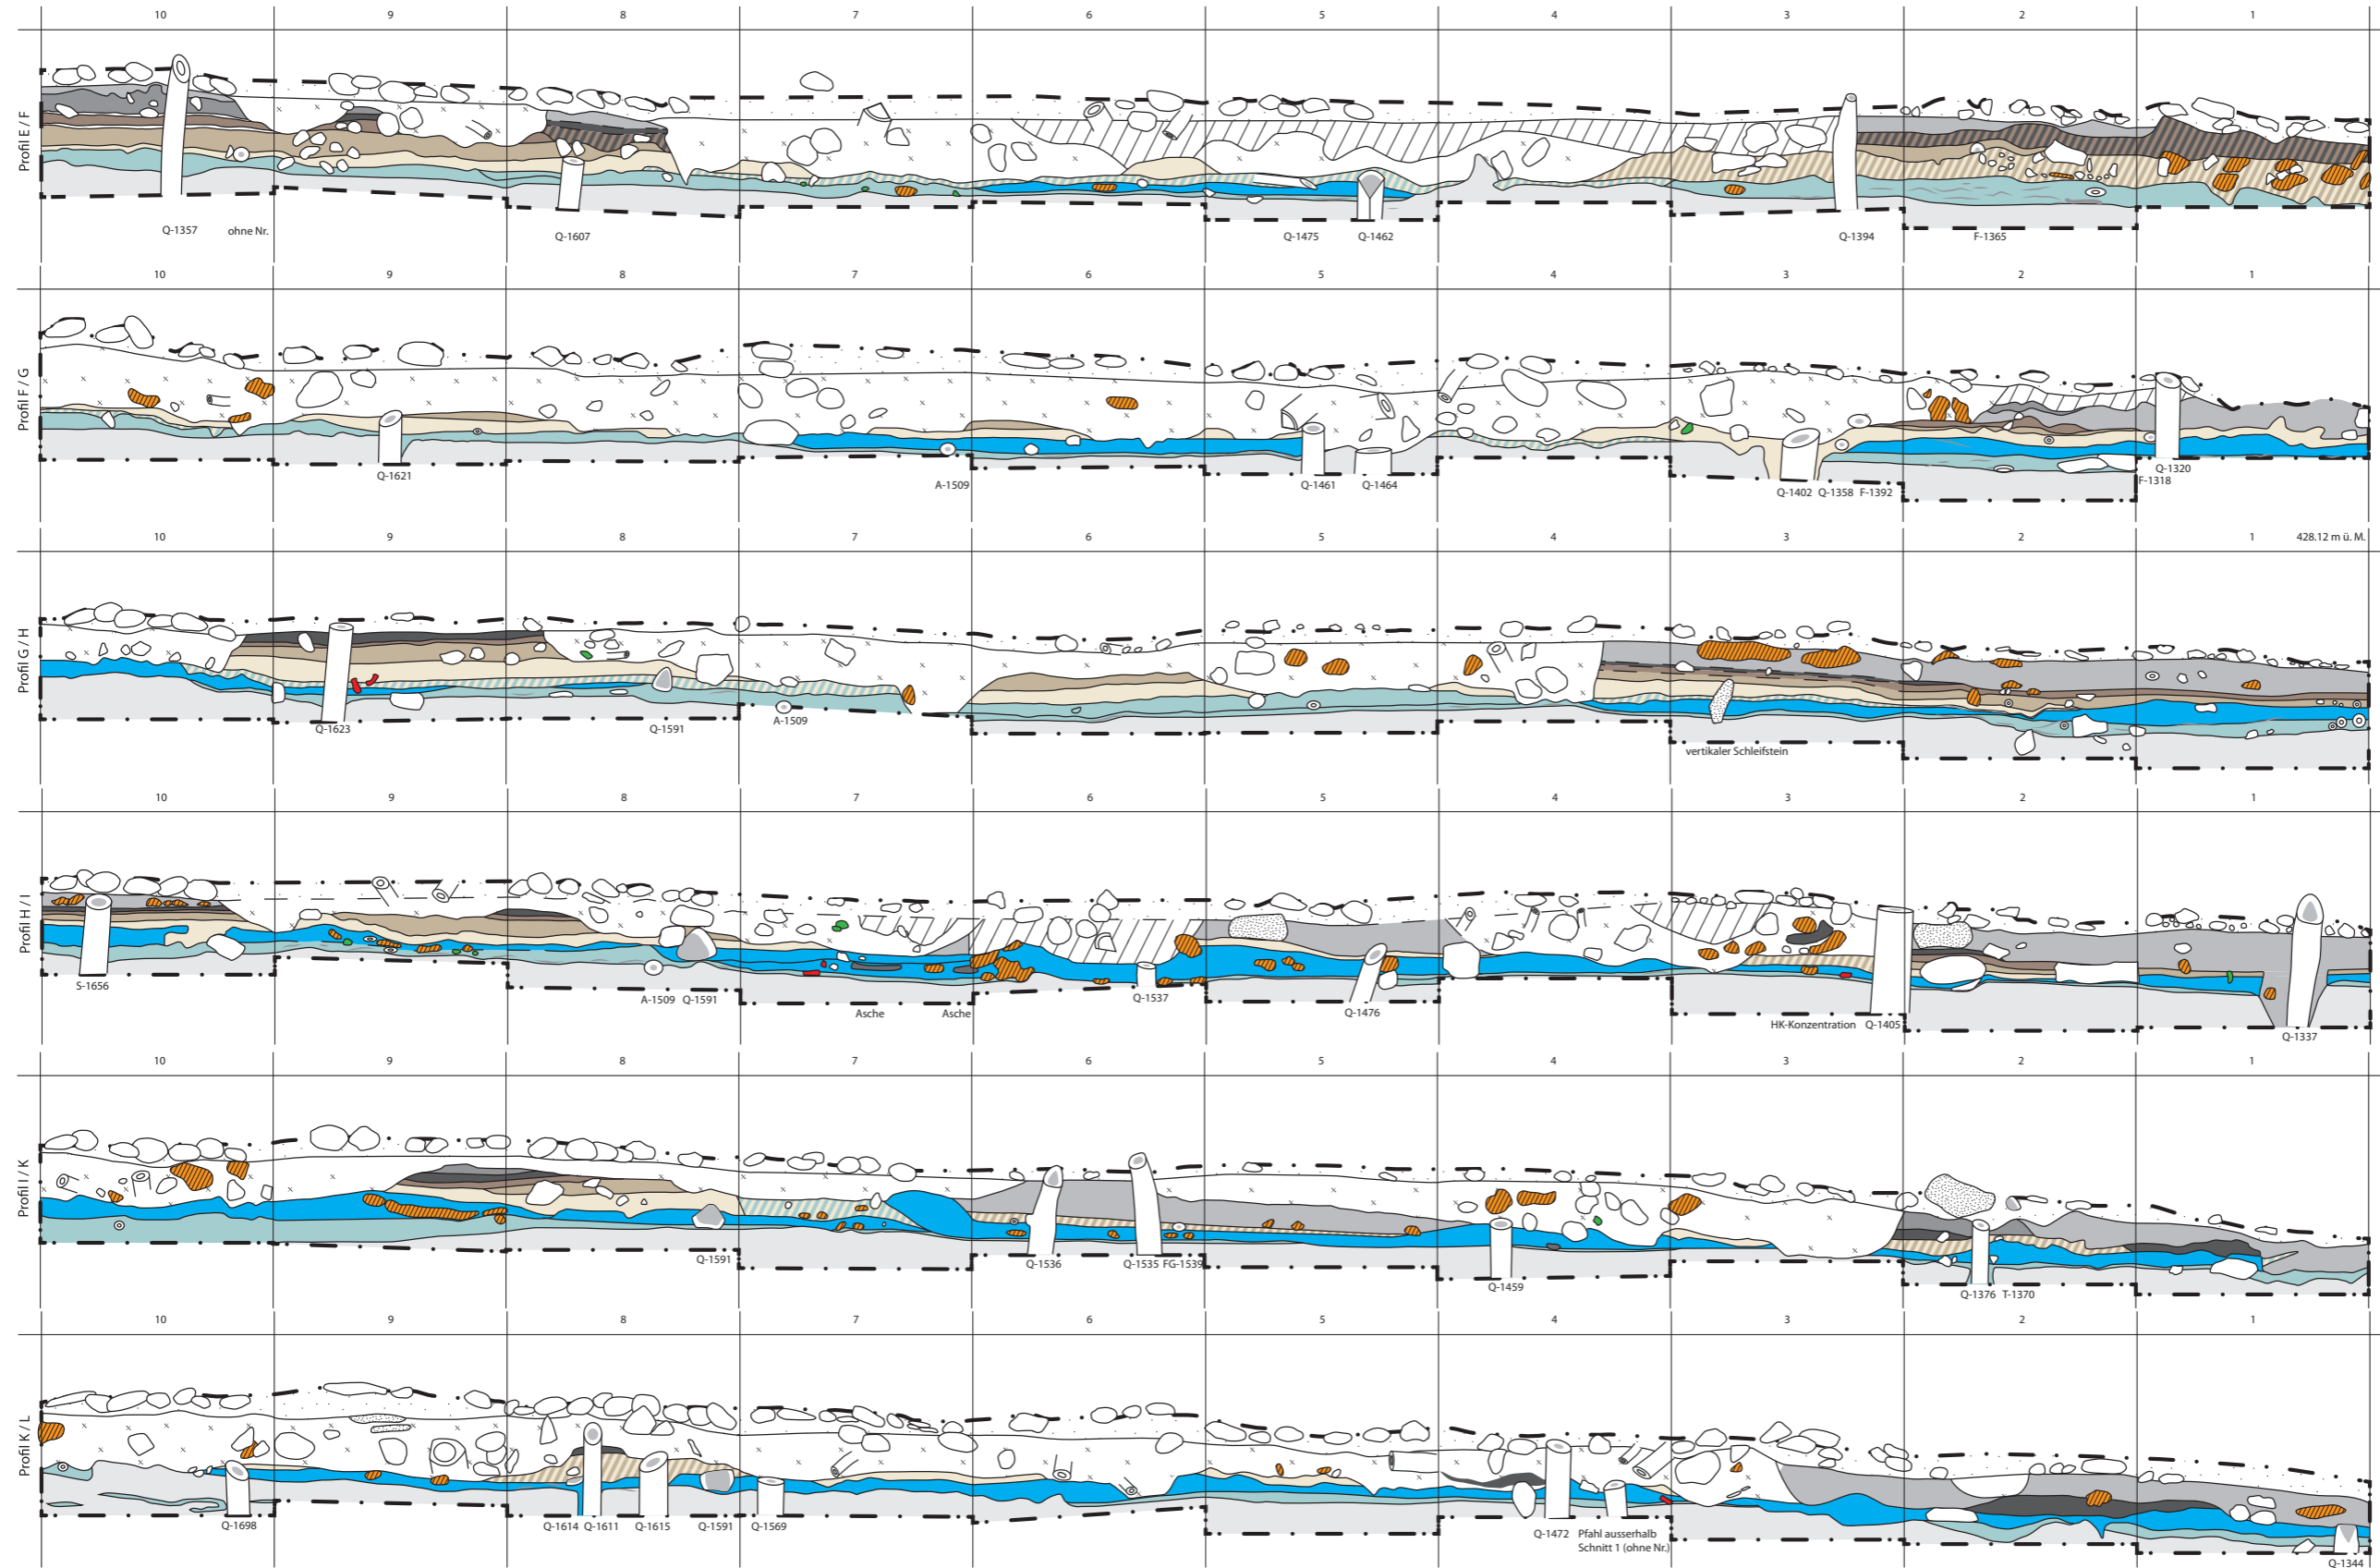 10 9 8 7 6 5 4 3 2 1
Profil E / F
Q-1357 ohne Nr. Q-1607 Q-1475 Q-1462 Q-1394 F-1365
10 9 8 7 6 5 4 3 2 1
Profil F / G
Q-1621 A-1509 Q-1461 Q-1464 Q-1402 Q-1358 F-1392 Q-1320
F-1318
10 9 8 7 6 5 4 3 2 1 428.12 m ü. M.
Profil G / H
Q-1623 Q-1591 A-1509 vertikaler Schleifstein
10 9 8 7 6 5 4 3 2 1
Profil H / I
S-1656 A-1509 Q-1591 Asche Asche Q-1537 Q-1476 HK-Konzentration Q-1405 Q-1337
10 9 8 7 6 5 4 3 2 1
Profil I / K
Q-1591 Q-1536 Q-1535 FG-1539 Q-1459 Q-1376 T-1370
10 9 8 7 6 5 4 3 2 1
Profil K / L
Q-1698 Q-1614 Q-1611 Q-1615 Q-1591 Q-1569 Q-1472 Pfahl ausserhalb
Schnitt 1 (ohne Nr.)
Q-1344